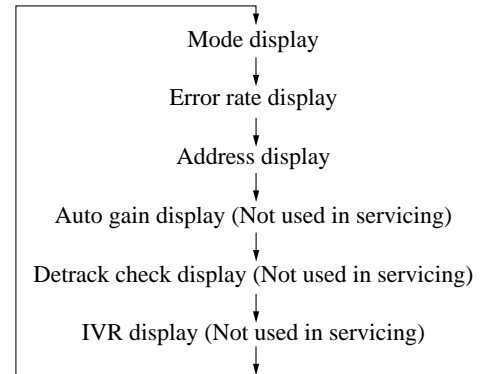 Mode display
Error rate display
Address display
Auto gain display (Not used in servicing)
Detrack check display (Not used in servicing)
IVR display (Not used in servicing)